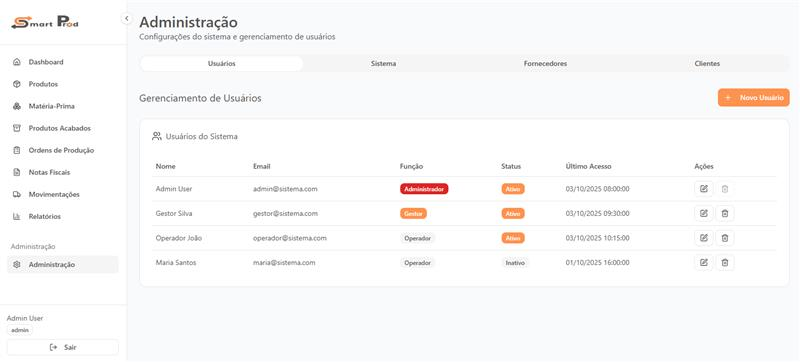 Smart Prod
Dashboard
Produtos
Matéria-Prima
Produtos Acabados
Ordens de Produção
Notas Fiscais
Movimentações
Relatórios
Administração
Administração
Admin User
admin
Sair
Administração
Configurações do sistema e gerenciamento de usuários
Usuários Sistema Fornecedores Clientes
Gerenciamento de Usuários + Novo Usuário
Usuários do Sistema
Nome Email Função Status Último Acesso Ações
Admin User admin@sistema.com Administrador Ativo 03/10/2025 08:00:00
Gestor Silva gestor@sistema.com Gestor Ativo 03/10/2025 09:30:00
Operador João operador@sistema.com Operador Ativo 03/10/2025 10:15:00
Maria Santos maria@sistema.com Operador Inativo 01/10/2025 16:00:00